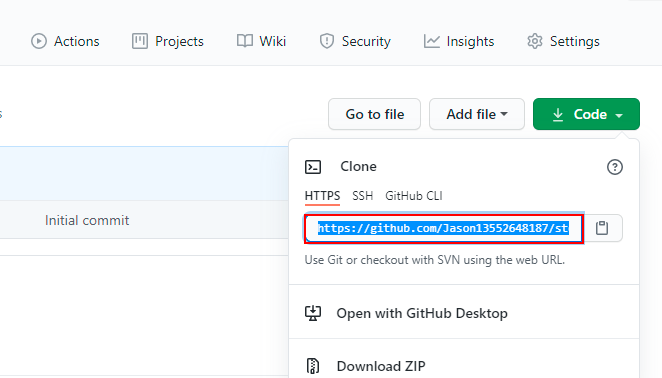 Actions Projects Wiki Security Insights Settings
Go to file Add file Code
Clone
HTTPS SSH GitHub CLI
Initial commit
https://github.com/Jason13552648187/st
Use Git or checkout with SVN using the web URL.
Open with GitHub Desktop
Download ZIP